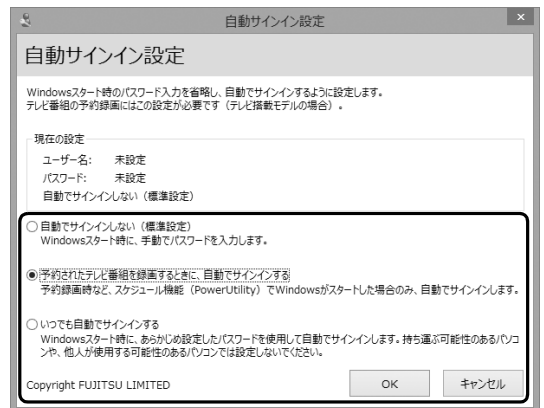 自動サインイン設定
×
自動サインイン設定
Windowsスタート時のパスワード入力を省略し、自動でサインインするように設定します。
テレビ番組の予約録画にはこの設定が必要です（テレビ搭載モデルの場合）。
現在の設定
ユーザー名: 未設定
パスワード: 未設定
自動でサインインしない（標準設定）
自動でサインインしない（標準設定）
Windowsスタート時に、手動でパスワードを入力します。
予約されたテレビ番組を録画するときに、自動でサインインする
予約録画時など、スケジュール機能（PowerUtility）でWindowsがスタートした場合のみ、自動でサインインします。
いつでも自動でサインインする
Windowsスタート時に、あらかじめ設定したパスワードを使用して自動でサインインします。持ち運ぶ可能性のあるパソコ
ンや、他人が使用する可能性のあるパソコンでは設定しないでください。
Copyright FUJITSU LIMITED
OK
キャンセル